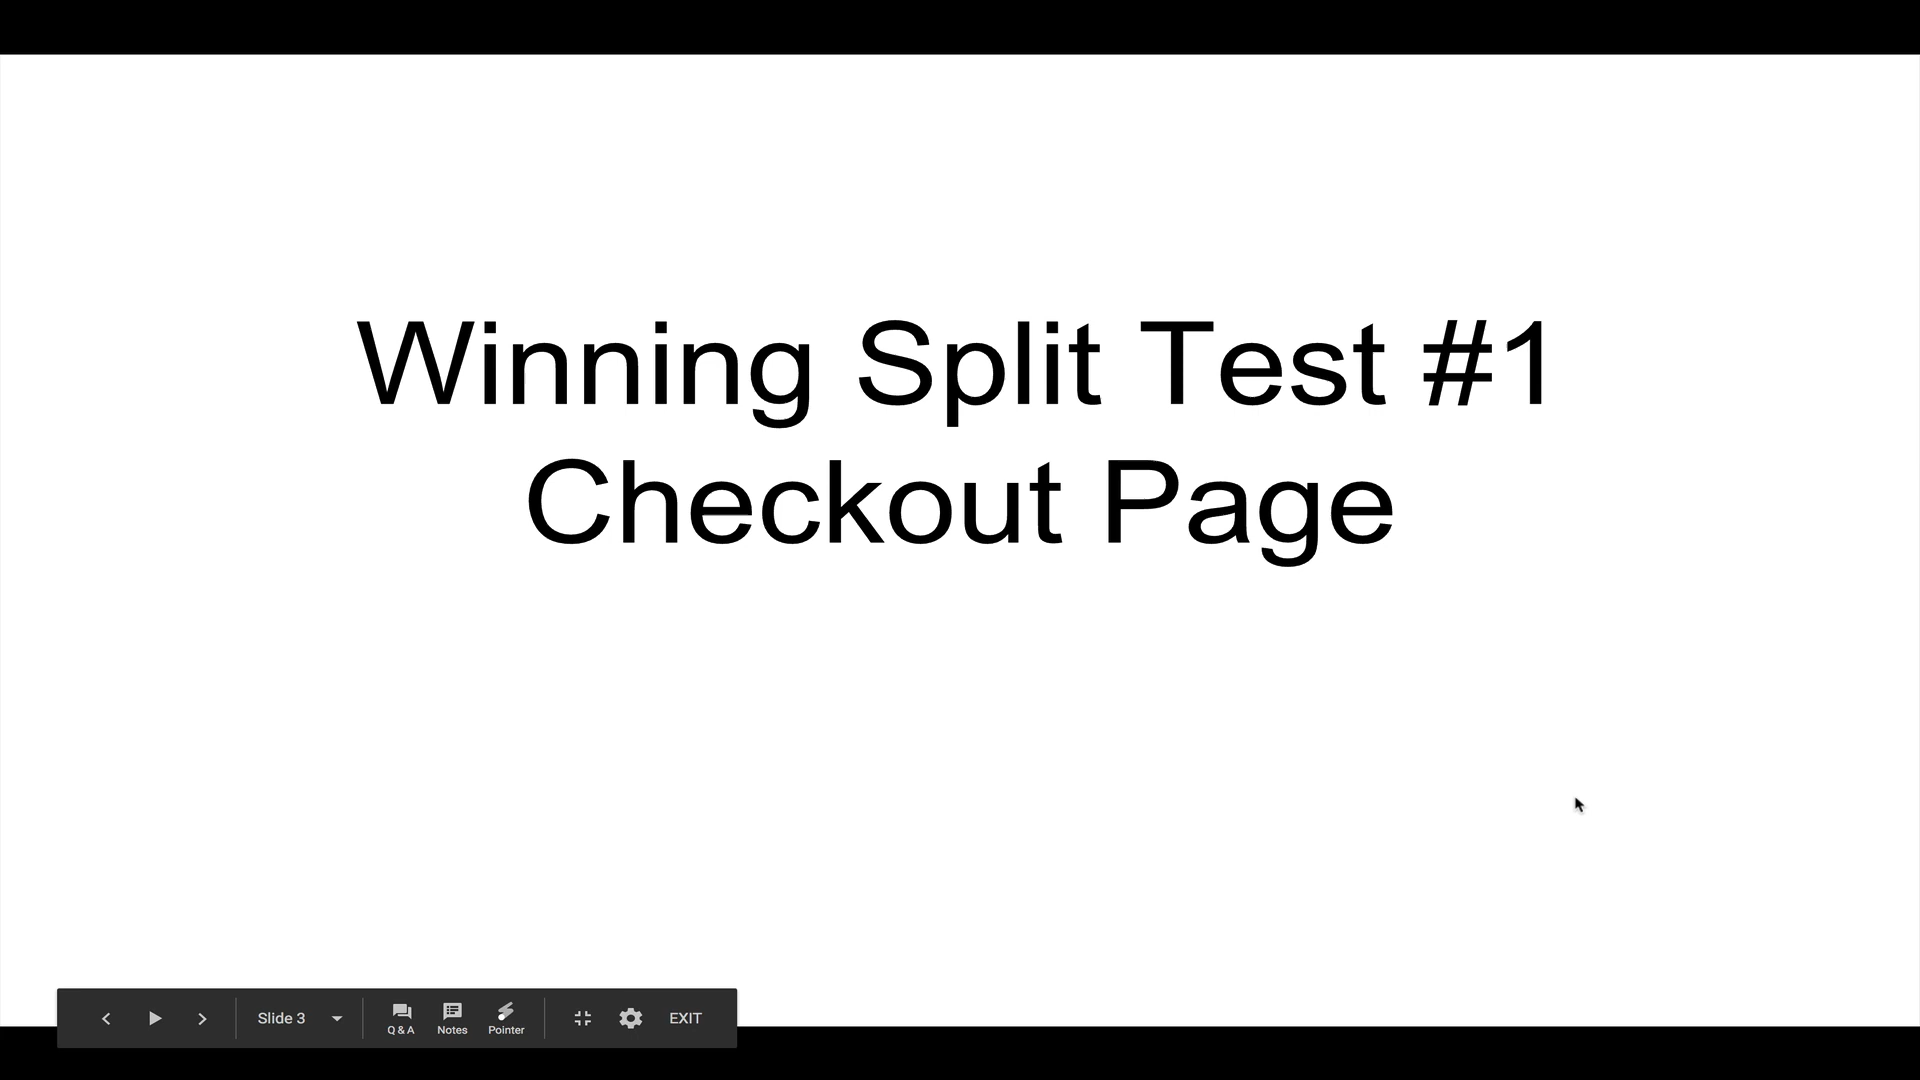 Winning Split Test #1
Checkout Page
Slide 3
Q & A
Notes
Pointer
EXIT